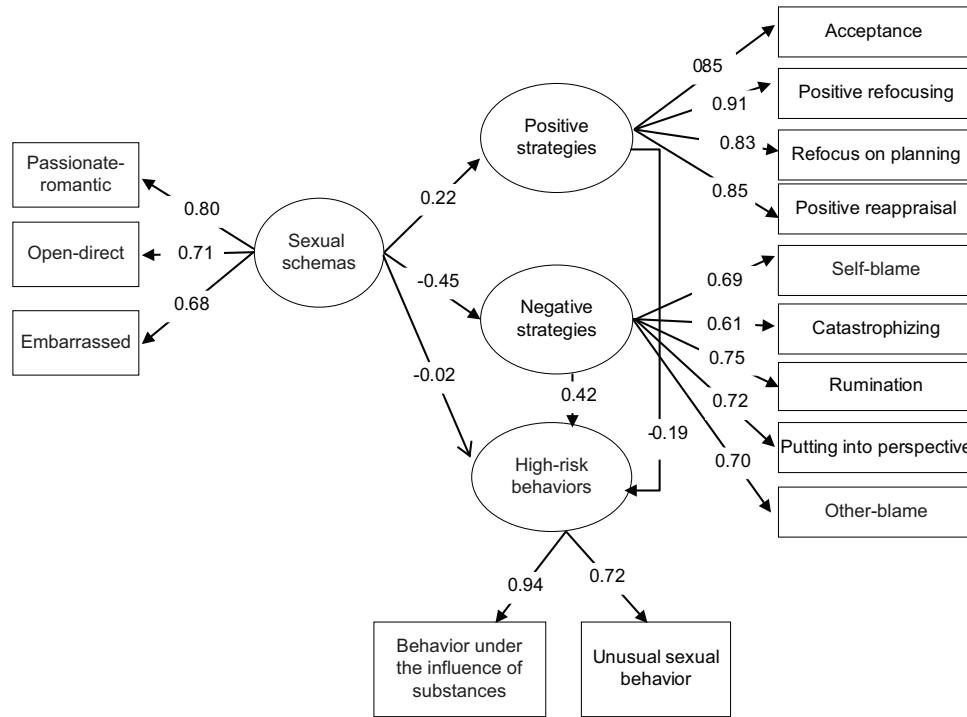 Acceptance
085
Positive refocusing
0.91
Positive
strategies
0.83
Refocus on planning
Passionate-
romantic
0.85
0.22
Positive reappraisal
0.80
Sexual
schemas
Open-direct
0.71
Self-blame
0.69
-0.45
0.68
Negative
strategies
0.61
Catastrophizing
Embarrassed
0.75
Rumination
-0.02
0.42
0.72
-0.19
Putting into perspective
0.70
High-risk
behaviors
Other-blame
0.94
0.72
Behavior under
the influence of
substances
Unusual sexual
behavior